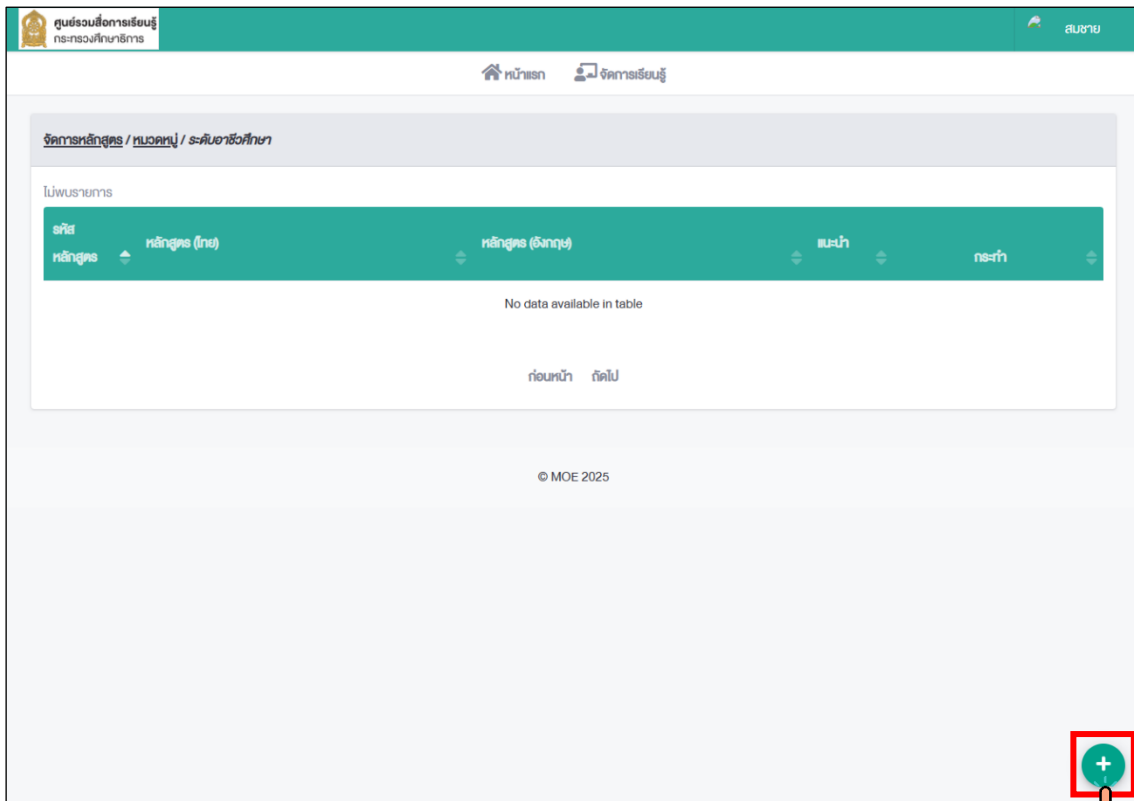 ศูนย์รวมสื่อการเรียนรู้
กระทรวงศึกษาธิการ
สมชาย
หน้าแรก จัดการเรียนรู้
จัดการหลักสูตร / หมวดหมู่ / ระดับอาชีวศึกษา
ไม่พบรายการ
รหัส
หลักสูตร หลักสูตร (ไทย) หลักสูตร (อังกฤษ) แนะนำ กระทำ
No data available in table
ก่อนหน้า ถัดไป
© MOE 2025